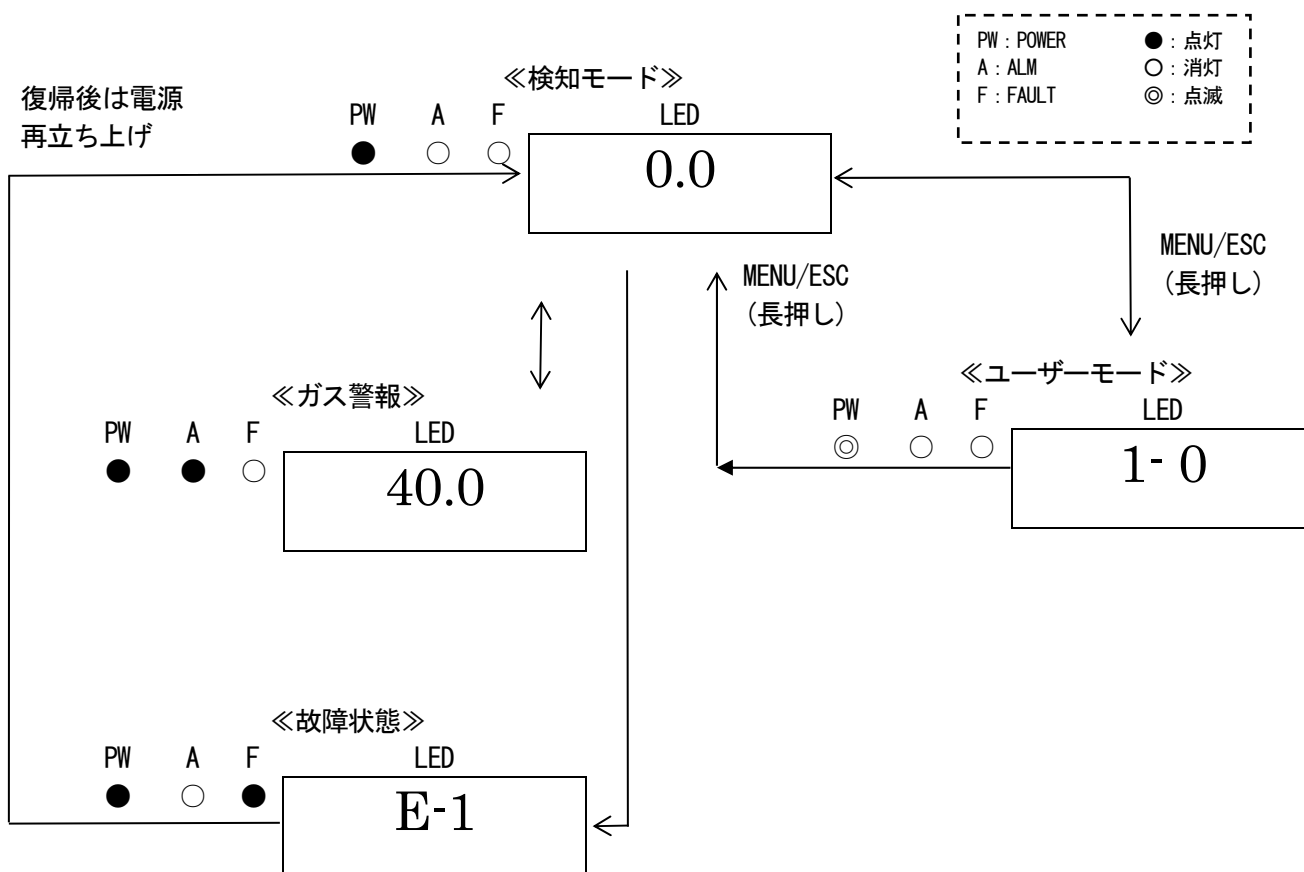 PW：POWER ●：点灯
A：ALM ○：消灯
F：FAULT ◎：点滅
復帰後は電源
再立ち上げ
≪検知モード≫
PW A F LED
● ○ ○
0.0
MENU/ESC
（長押し）
MENU/ESC
（長押し）
≪ガス警報≫
PW A F LED
● ● ○
40.0
≪ユーザーモード≫
PW A F LED
◎ ○ ○
1- 0
≪故障状態≫
PW A F LED
● ○ ●
E-1